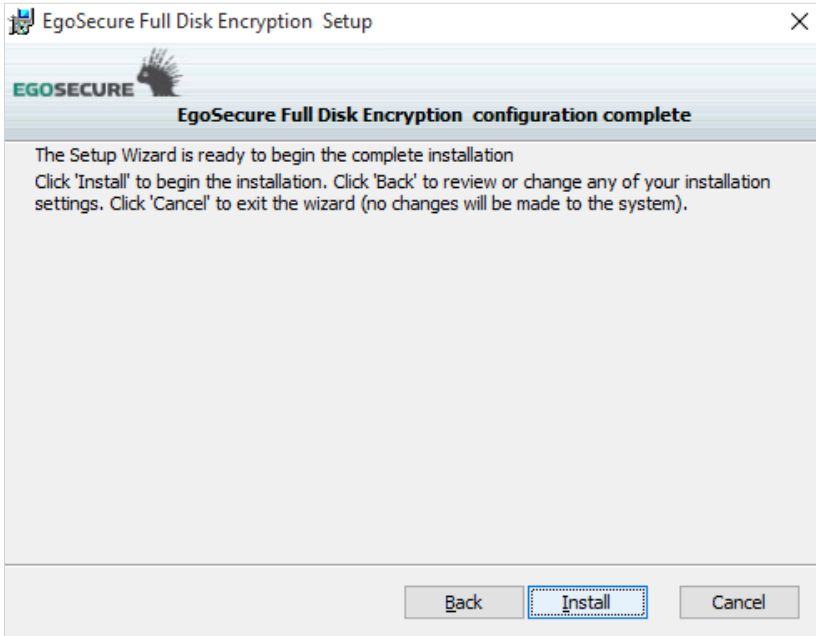 EgoSecure Full Disk Encryption  Setup
EGOSECURE
EgoSecure Full Disk Encryption  configuration complete
The Setup Wizard is ready to begin the complete installation
Click 'Install' to begin the installation. Click 'Back' to review or change any of your installation
settings. Click 'Cancel' to exit the wizard (no changes will be made to the system).
Back Install Cancel